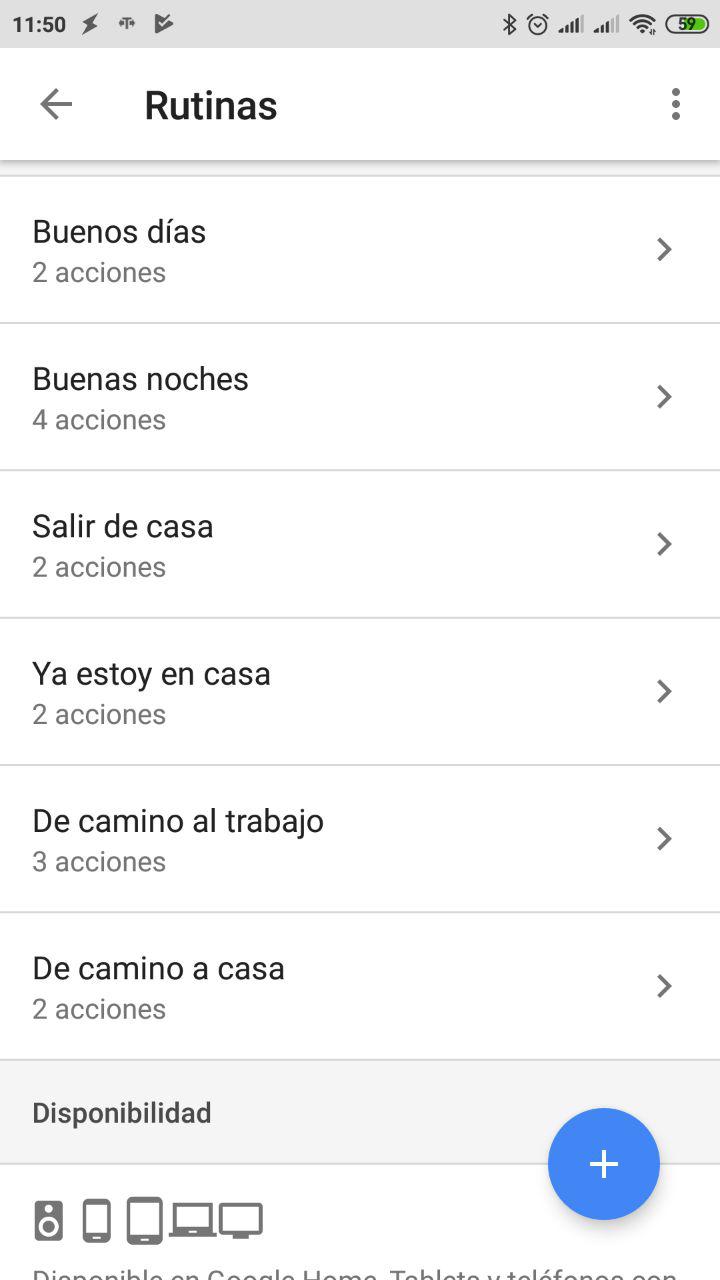 11:50
59
Rutinas
Buenos días
2 acciones
Buenas noches
4 acciones
Salir de casa
2 acciones
Ya estoy en casa
2 acciones
De camino al trabajo
3 acciones
De camino a casa
2 acciones
Disponibilidad
Disponible en Google Home, Tablets y teléfonos con